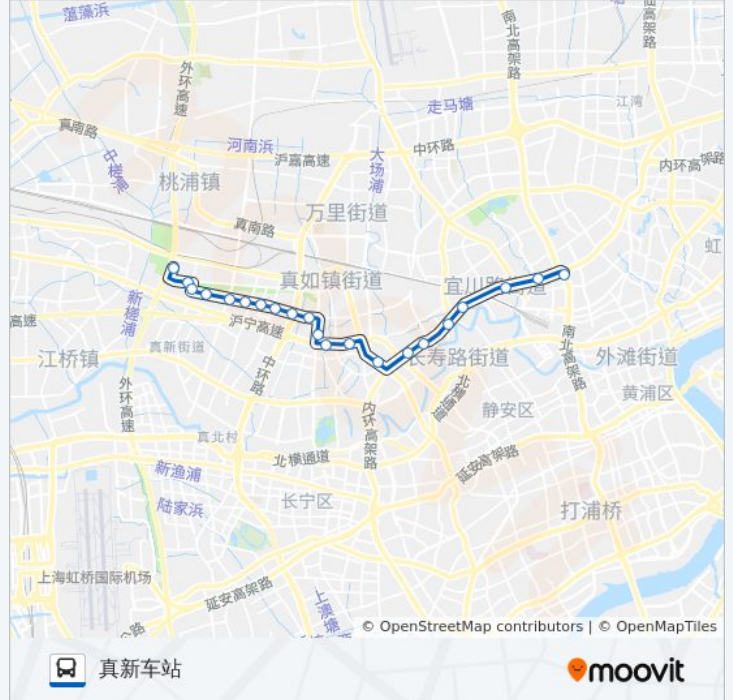 蕰藻浜
外环高速
南北高架路
高架路
走马塘
江湾
真南路
河南浜
中环路
沪嘉高速
大场浦
内环高架路
中槎浦
桃浦镇
万里街道
真南路
虹
真如镇街道
宜川路街道
新槎浦
高速
沪宁高速
真新街道
江桥镇
中环路
长寿路街道
南北高架路
外滩街道
外环高速
北横通道
黄浦区
静安区
内环高架路
真北村
北横通道
延安高架路
新渔浦
陆家浜
长宁区
打浦桥
上海虹桥国际机场
延安高架路
上澳塘
路
© OpenStreetMap contributors | © OpenMapTiles
真新车站
moovit